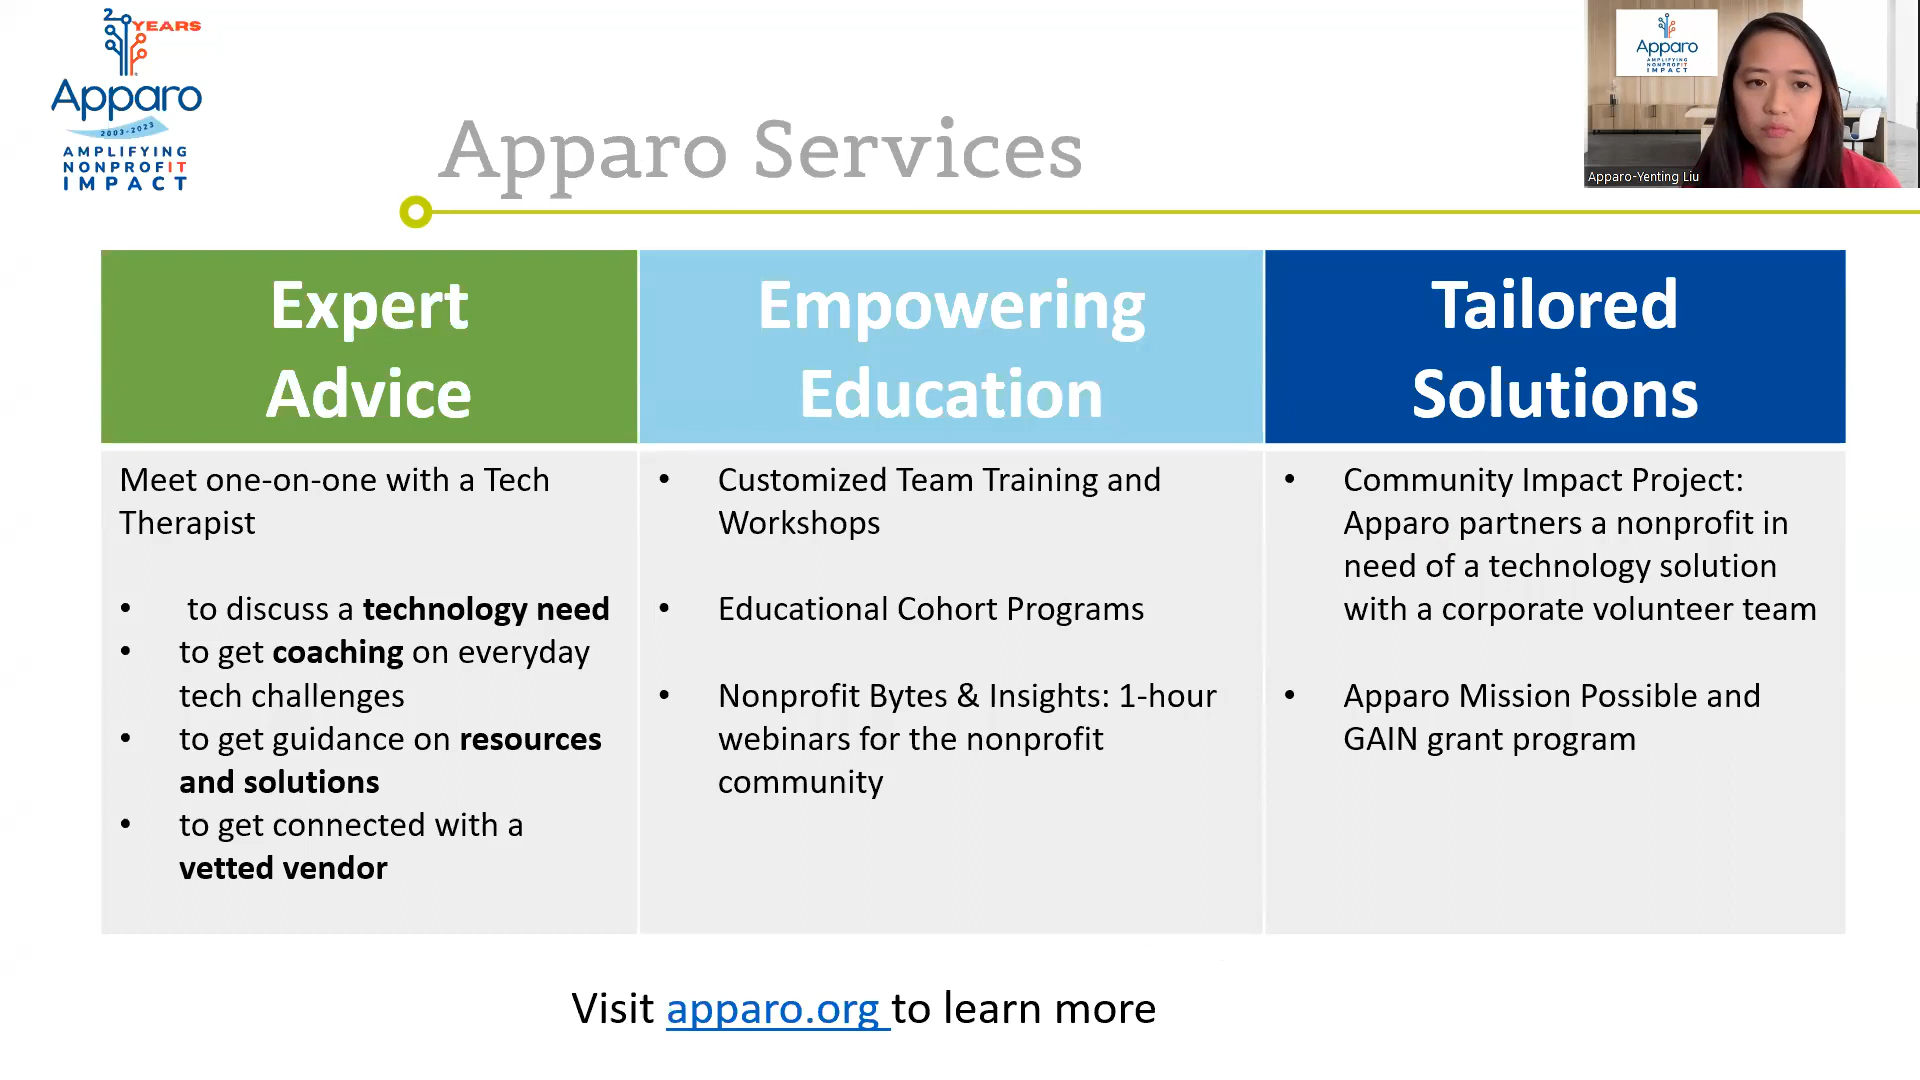 20 YEARS
Apparo
2003-2023
AMPLIFYING
NONPROFIT
IMPACT
Apparo Services
Apparo
AMPLIFYING
NONPROFIT
IMPACT
Apparo-Yenting Liu
Expert
Advice
Empowering
Education
Tailored
Solutions
Meet one-on-one with a Tech
Therapist
• to discuss a technology need
• to get coaching on everyday
tech challenges
• to get guidance on resources
and solutions
• to get connected with a
vetted vendor
• Customized Team Training and
Workshops
• Educational Cohort Programs
• Nonprofit Bytes & Insights: 1-hour
webinars for the nonprofit
community
• Community Impact Project:
Apparo partners a nonprofit in
need of a technology solution
with a corporate volunteer team
• Apparo Mission Possible and
GAIN grant program
Visit apparo.org to learn more